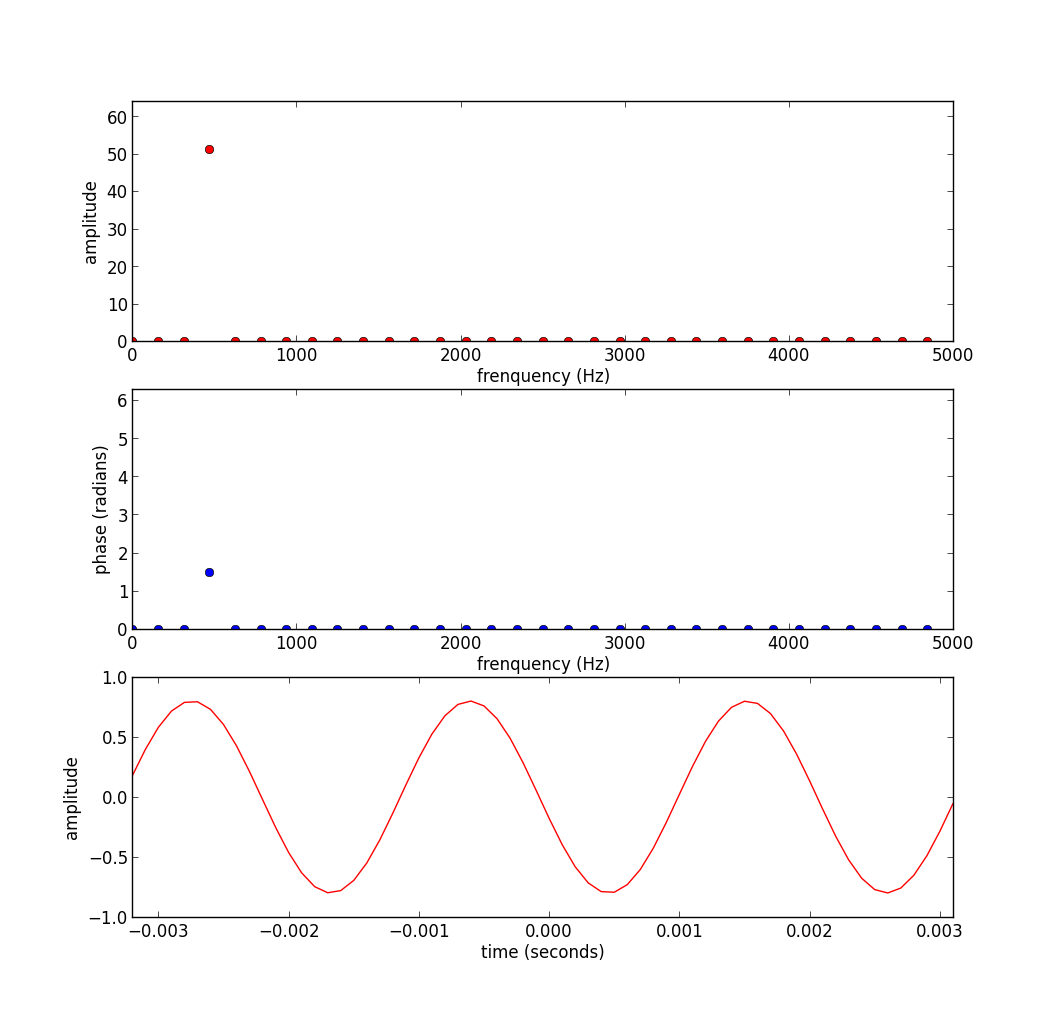 60
50
40
30
20
10
0
amplitude
0 1000 2000 3000 4000 5000
frenquency (Hz)
6
5
4
3
2
1
0
phase (radians)
0 1000 2000 3000 4000 5000
frenquency (Hz)
1.0
0.5
0.0
−0.5
−1.0
amplitude
−0.003 −0.002 −0.001 0.000 0.001 0.002 0.003
time (seconds)